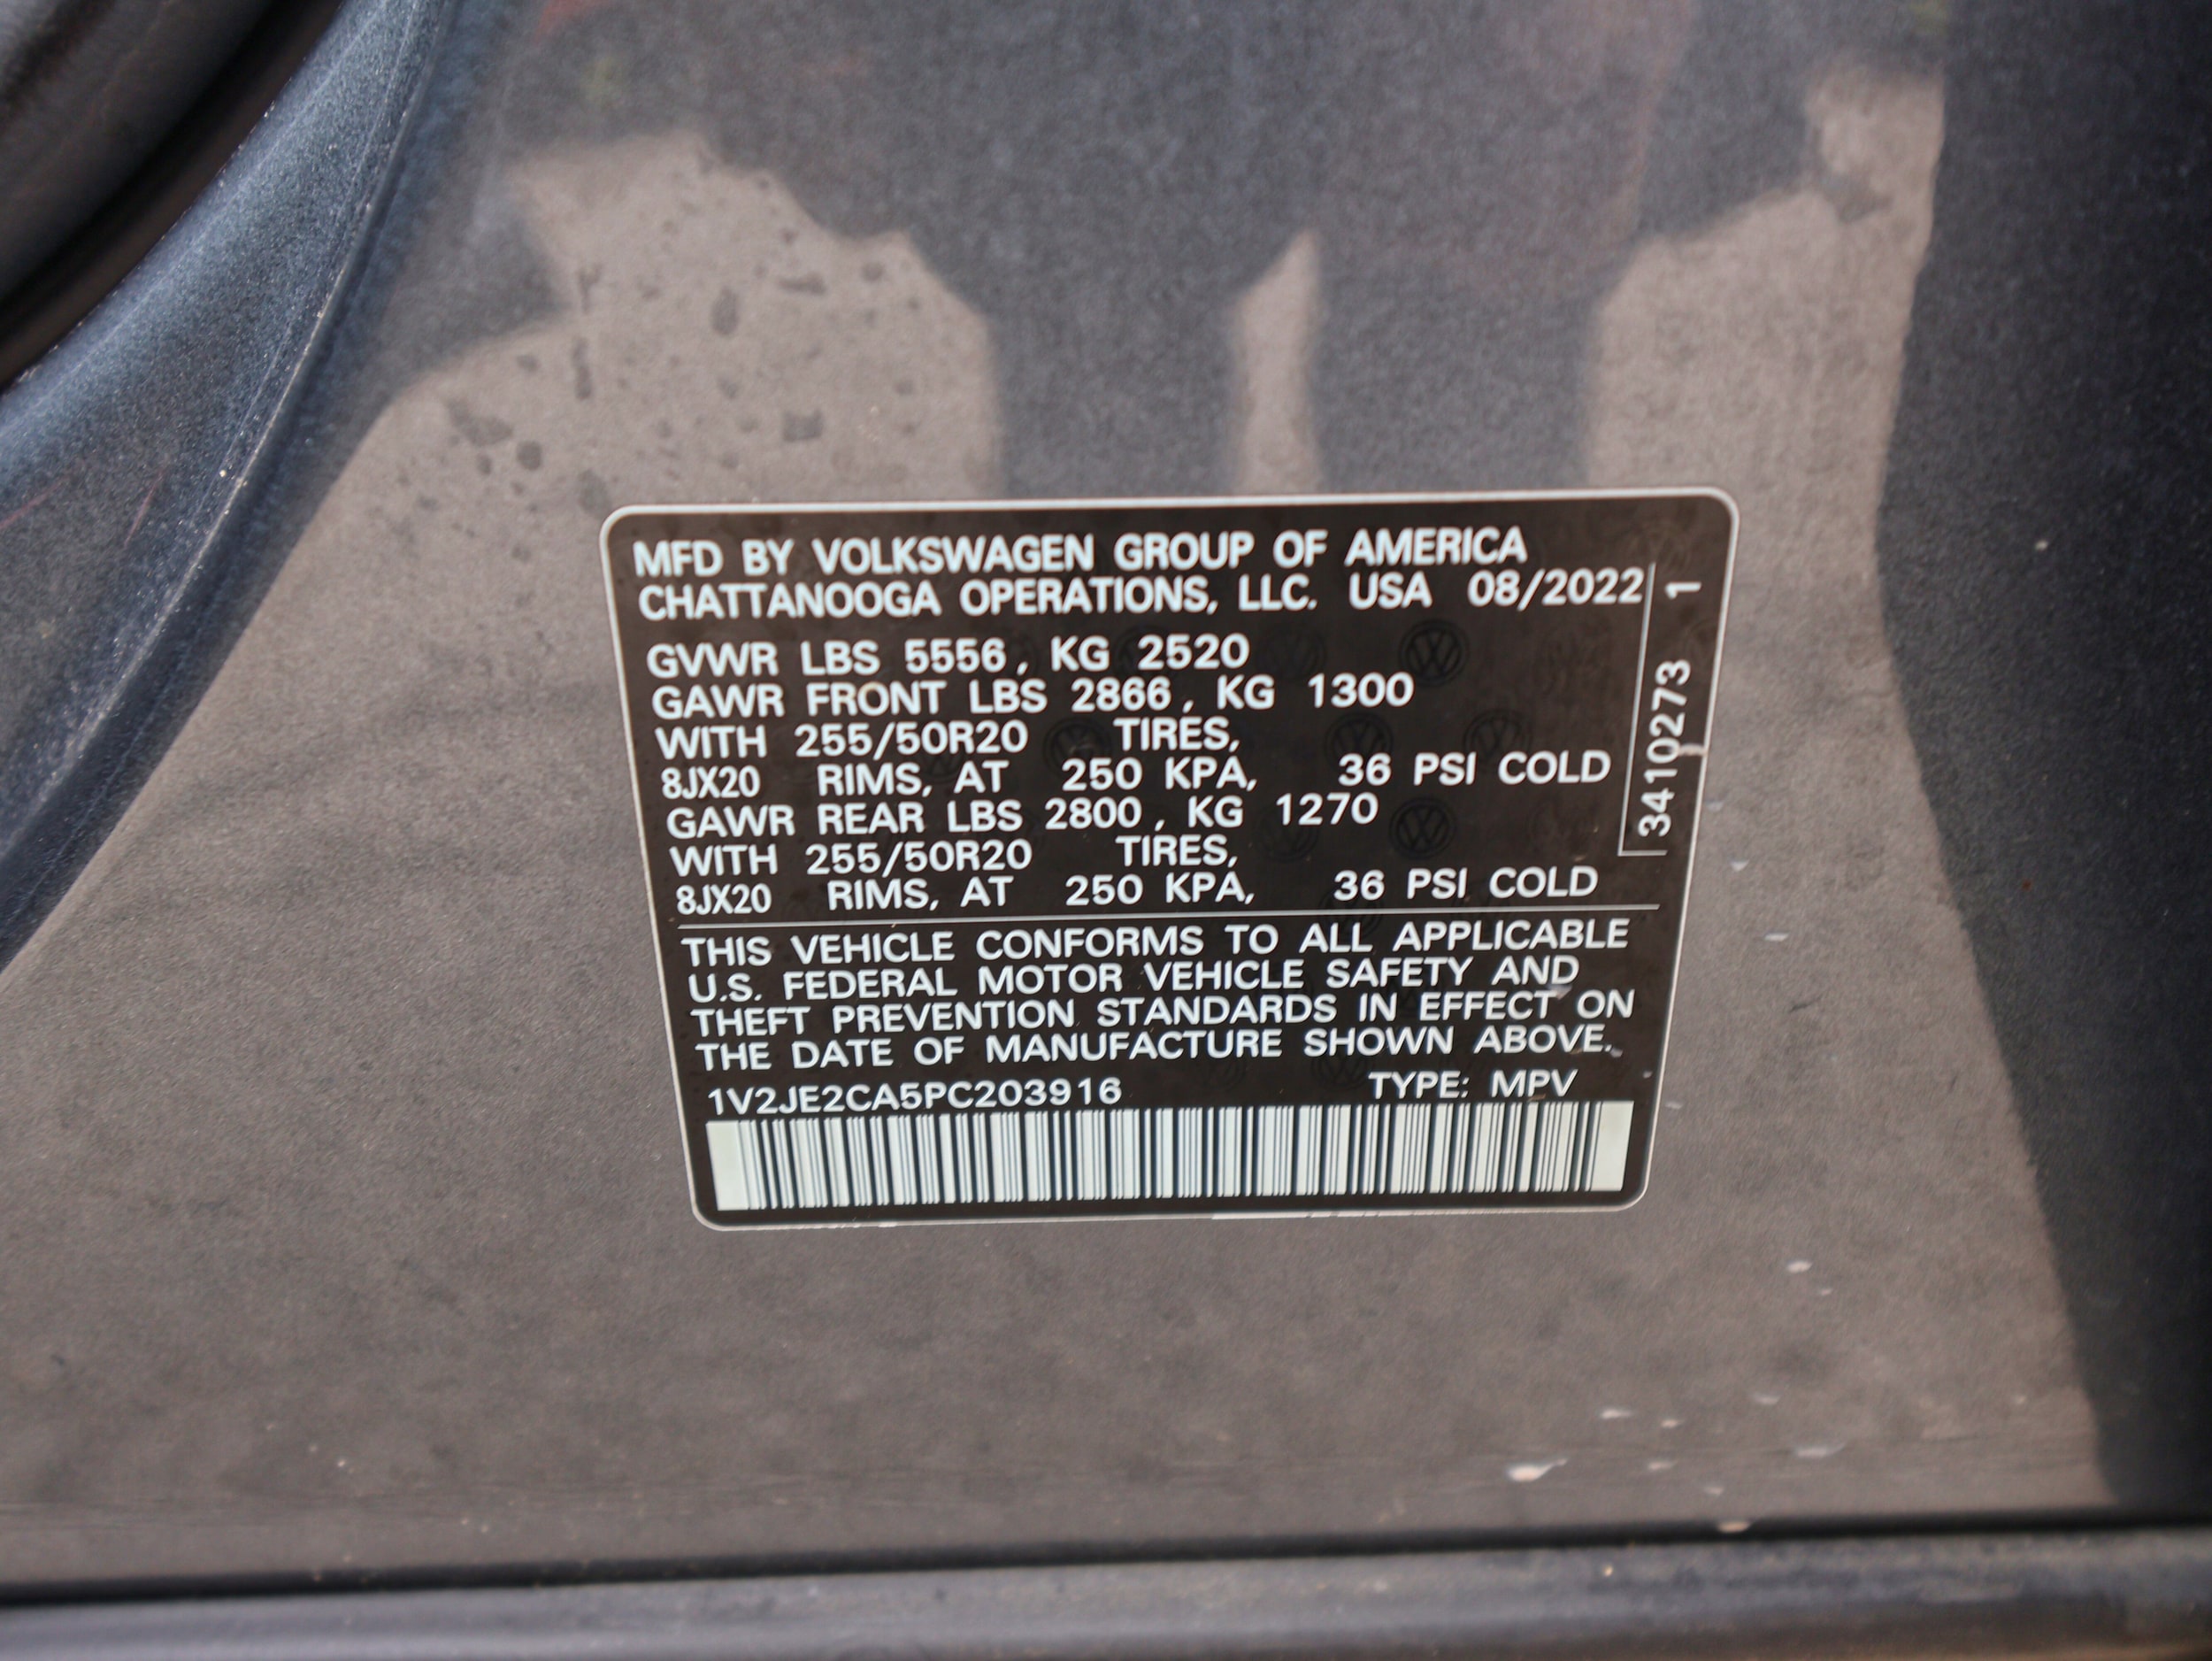 MFD BY VOLKSWAGEN GROUP OF AMERICA
CHATTANOOGA OPERATIONS, LLC. USA 08/2022
GVWR LBS 5556, KG 2520
GAWR FRONT LBS 2866, KG 1300
WITH 255/50R20 TIRES,
8JX20 RIMS, AT 250 KPA, 36 PSI COLD
GAWR REAR LBS 2800, KG 1270
WITH 255/50R20 TIRES,
8JX20 RIMS, AT 250 KPA, 36 PSI COLD
THIS VEHICLE CONFORMS TO ALL APPLICABLE
U.S. FEDERAL MOTOR VEHICLE SAFETY AND
THEFT PREVENTION STANDARDS IN EFFECT ON
THE DATE OF MANUFACTURE SHOWN ABOVE.
1V2JE2CA5PC203916 TYPE: MPV
3410273 1